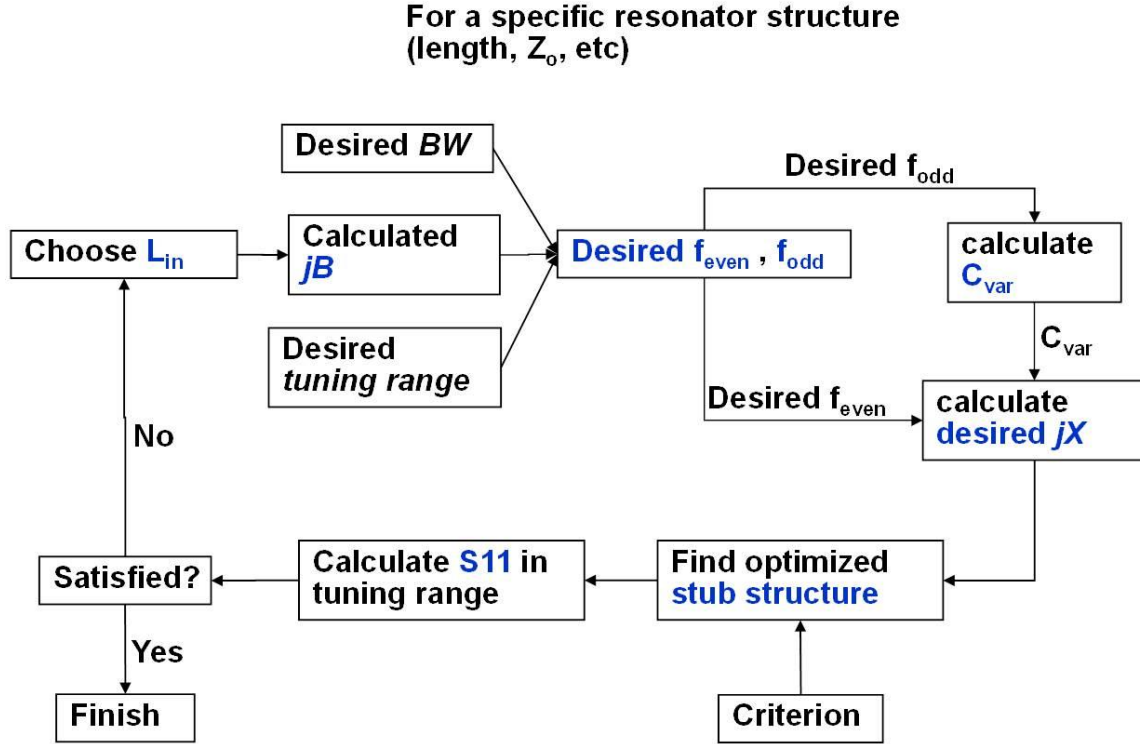 For a specific resonator structure
(length, Zo, etc)
Desired BW
Desired fodd
Choose Lin
Calculated
jB
Desired feven , fodd
calculate
Cvar
Desired
tuning range
Cvar
Desired feven
calculate
desired jX
No
Satisfied?
Calculate S11 in
tuning range
Find optimized
stub structure
Yes
Finish
Criterion